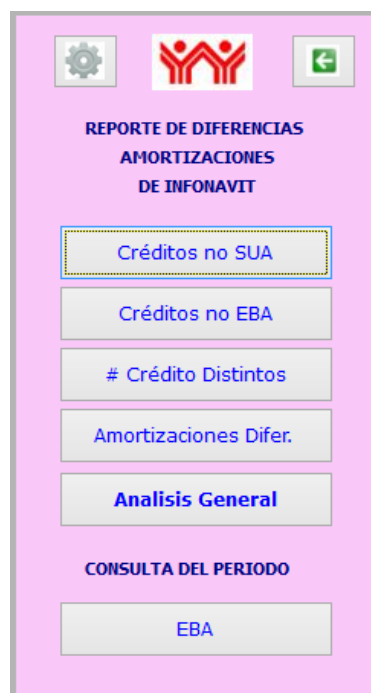 REPORTE DE DIFERENCIAS
AMORTIZACIONES
DE INFONAVIT
Créditos no SUA
Créditos no EBA
# Crédito Distintos
Amortizaciones Difer.
Analisis General
CONSULTA DEL PERIODO
EBA